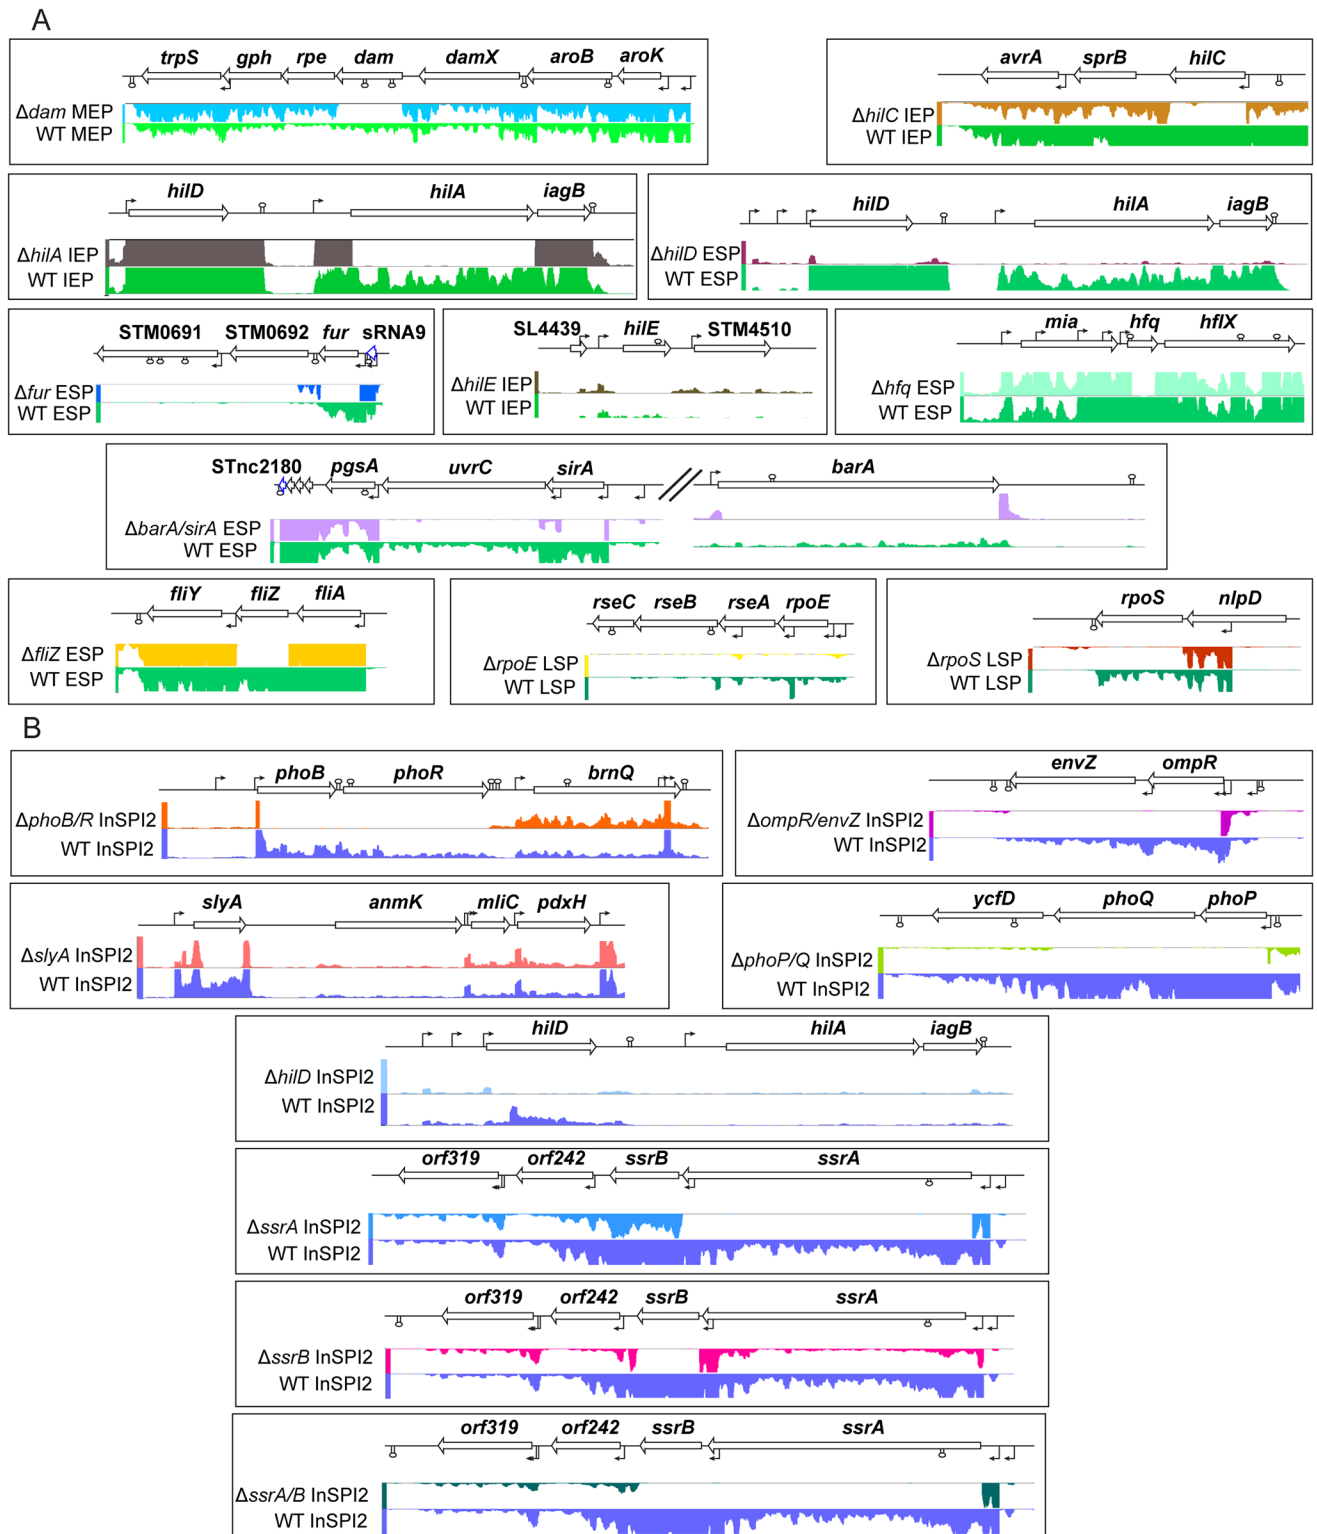 A
trpS gph rpe dam damX aroB aroK
Δdam MEP
WT MEP
avrA sprB hilC
ΔhilC IEP
WT IEP
hilD hilA iagB
ΔhilA IEP
WT IEP
hilD hilA iagB
ΔhilD ESP
WT ESP
STM0691 STM0692 fur sRNA9
Δfur ESP
WT ESP
SL4439 hilE STM4510
ΔhilE IEP
WT IEP
mia hfq hflX
Δhfq ESP
WT ESP
STnc2180 pgsA uvrC sirA barA
ΔbarA/sirA ESP
WT ESP
fliY fliZ fliA
ΔfliZ ESP
WT ESP
rseC rseB rseA rpoE
ΔrpoE LSP
WT LSP
rpoS nlpD
ΔrpoS LSP
WT LSP
B
phoB phoR brnQ
ΔphoB/R InSPI2
WT InSPI2
envZ ompR
ΔompR/envZ InSPI2
WT InSPI2
slyA anmK mliC pdxH
ΔslyA InSPI2
WT InSPI2
ycfD phoQ phoP
ΔphoP/Q InSPI2
WT InSPI2
hilD hilA iagB
ΔhilD InSPI2
WT InSPI2
orf319 orf242 ssrB ssrA
ΔssrA InSPI2
WT InSPI2
orf319 orf242 ssrB ssrA
ΔssrB InSPI2
WT InSPI2
orf319 orf242 ssrB ssrA
ΔssrA/B InSPI2
WT InSPI2